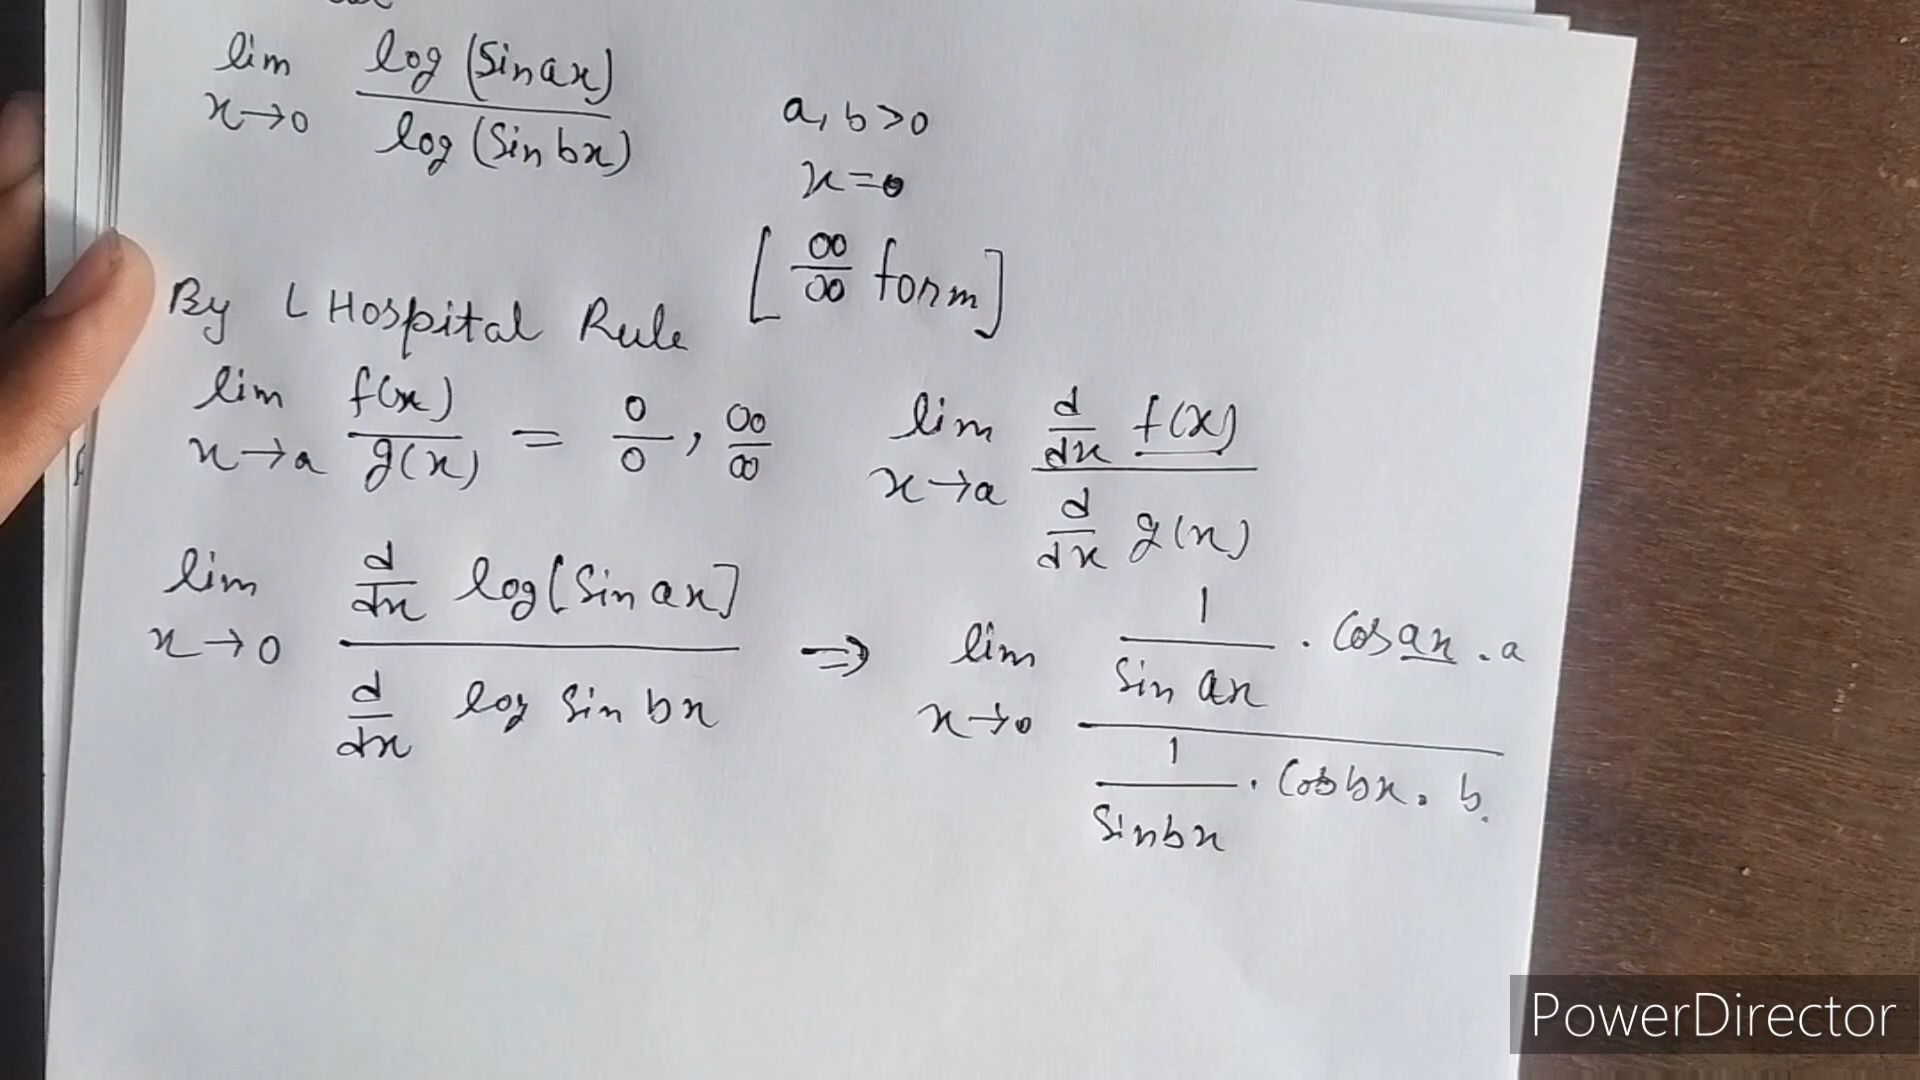 lim log (Sin ax)
x→0 log (Sin bx)
a, b > 0
x = 0
[ ∞/∞ form ]
By L Hospital Rule
lim x→a f(x)/g(x) = 0/0 , ∞/∞
lim x→a d/dx f(x) / d/dx g(x)
lim x→0 d/dx log [Sin ax] / d/dx log Sin bx ⇒ lim x→0 1/Sin ax . Cos ax . a / 1/Sin bx . Cos bx . b.
PowerDirector